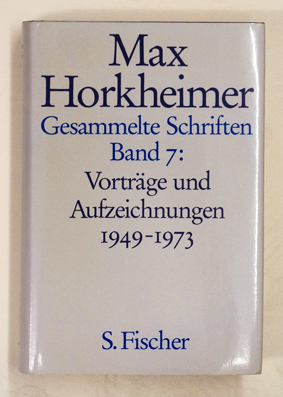 Max
Horkheimer
Gesammelte Schriften
Band 7:
Vorträge und
Aufzeichnungen
1949-1973
S. Fischer